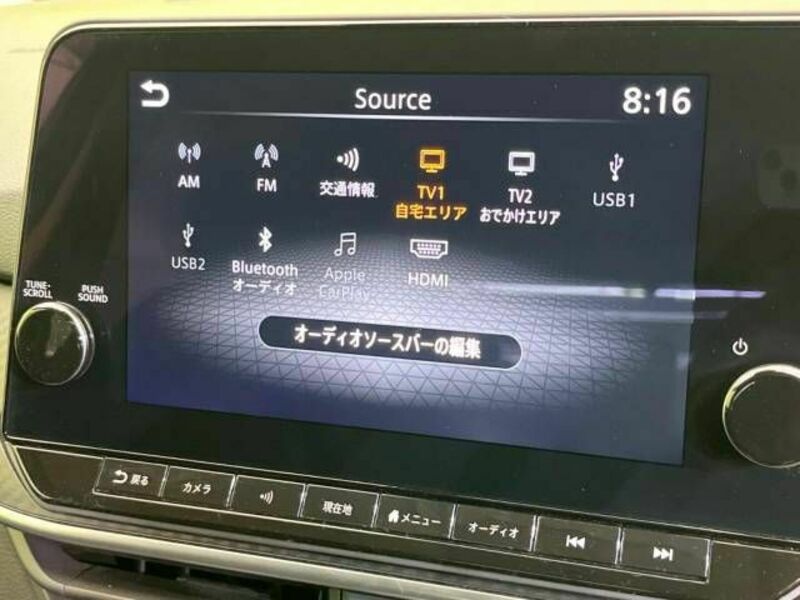 Source
8:16
AM
FM
交通情報
TV1
自宅エリア
TV2
おでかけエリア
USB1
USB2
Bluetooth
オーディオ
Apple
CarPlay
HDMI
オーディオソースバーの編集
TUNE・
SCROLL
PUSH
SOUND
戻る
カメラ
現在地
メニュー
オーディオ